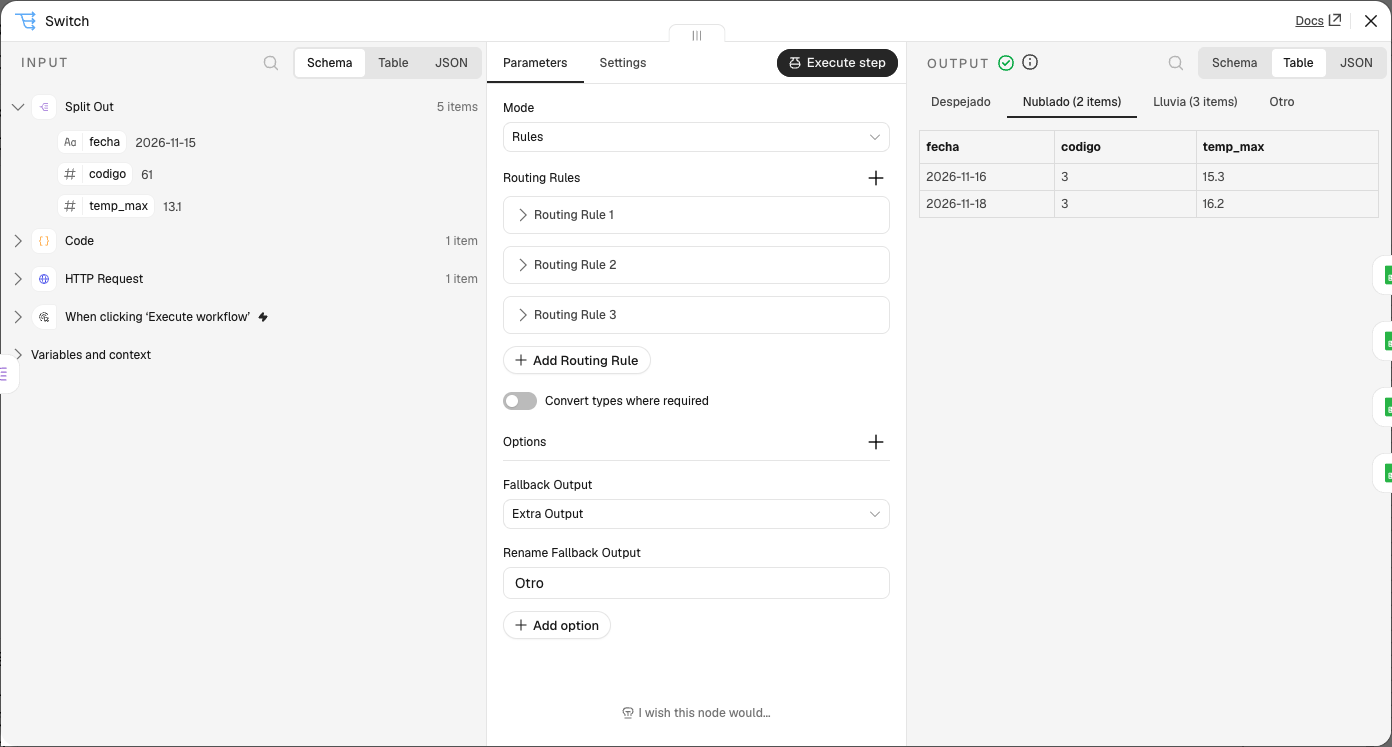 Switch
Docs
INPUT
Schema Table JSON
Split Out 5 items
Aa fecha 2026-11-15
# codigo 61
# temp_max 13.1
Code 1 item
HTTP Request 1 item
When clicking ‘Execute workflow’
Variables and context
Parameters Settings Execute step
Mode
Rules
Routing Rules
Routing Rule 1
Routing Rule 2
Routing Rule 3
Add Routing Rule
Convert types where required
Options
Fallback Output
Extra Output
Rename Fallback Output
Otro
Add option
I wish this node would...
OUTPUT
Schema Table JSON
Despejado Nublado (2 items) Lluvia (3 items) Otro
fecha codigo temp_max
2026-11-16 3 15.3
2026-11-18 3 16.2